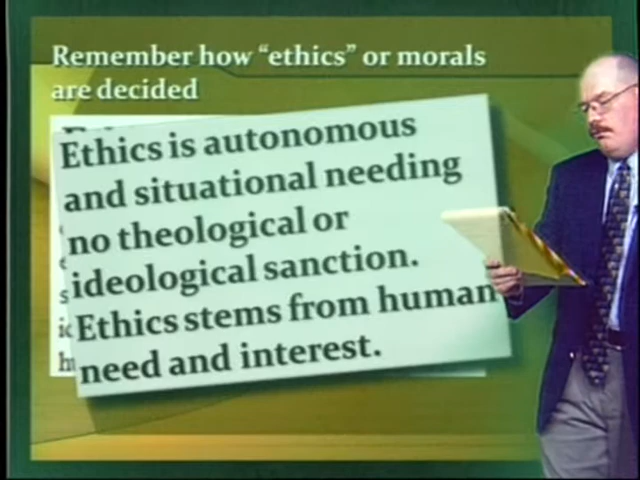 Remember how “ethics” or morals
are decided
Ethics is autonomous
and situational needing
no theological or
ideological sanction.
Ethics stems from human
need and interest.